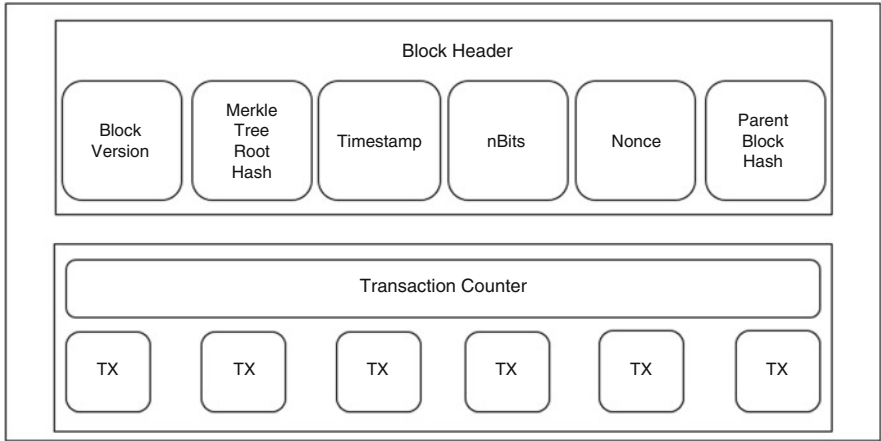 Block Header
Block
Version
Merkle
Tree
Root
Hash
Timestamp
nBits
Nonce
Parent
Block
Hash
Transaction Counter
TX
TX
TX
TX
TX
TX